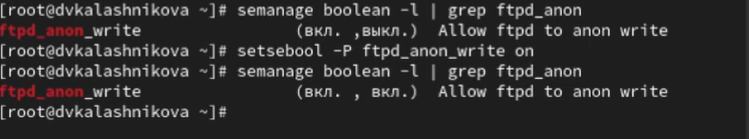 [root@dvkalashnikova ~]# semanage boolean -l | grep ftpd_anon
ftpd_anon_write                (вкл. ,выкл.)  Allow ftpd to anon write
[root@dvkalashnikova ~]# setsebool -P ftpd_anon_write on
[root@dvkalashnikova ~]# semanage boolean -l | grep ftpd_anon
ftpd_anon_write                (вкл. , вкл.)  Allow ftpd to anon write
[root@dvkalashnikova ~]#